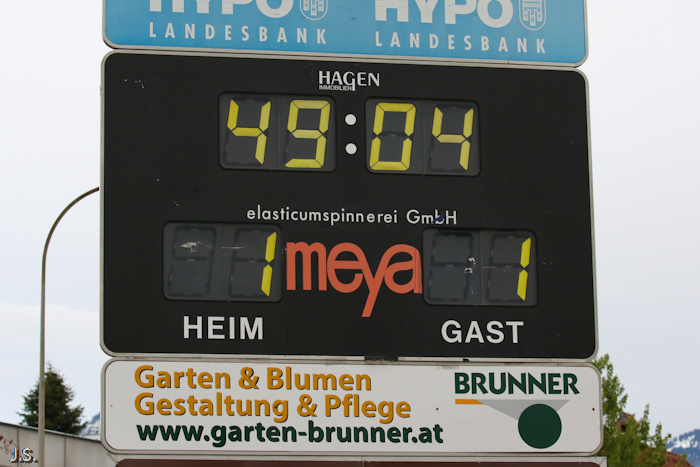 HYPO HYPO
LANDESBANK LANDESBANK
HAGEN
IMMOBILIEN
49:04
elasticumspinnerei GmbH
1 meya 1
HEIM GAST
Garten & Blumen
Gestaltung & Pflege
www.garten-brunner.at
BRUNNER
J.S.